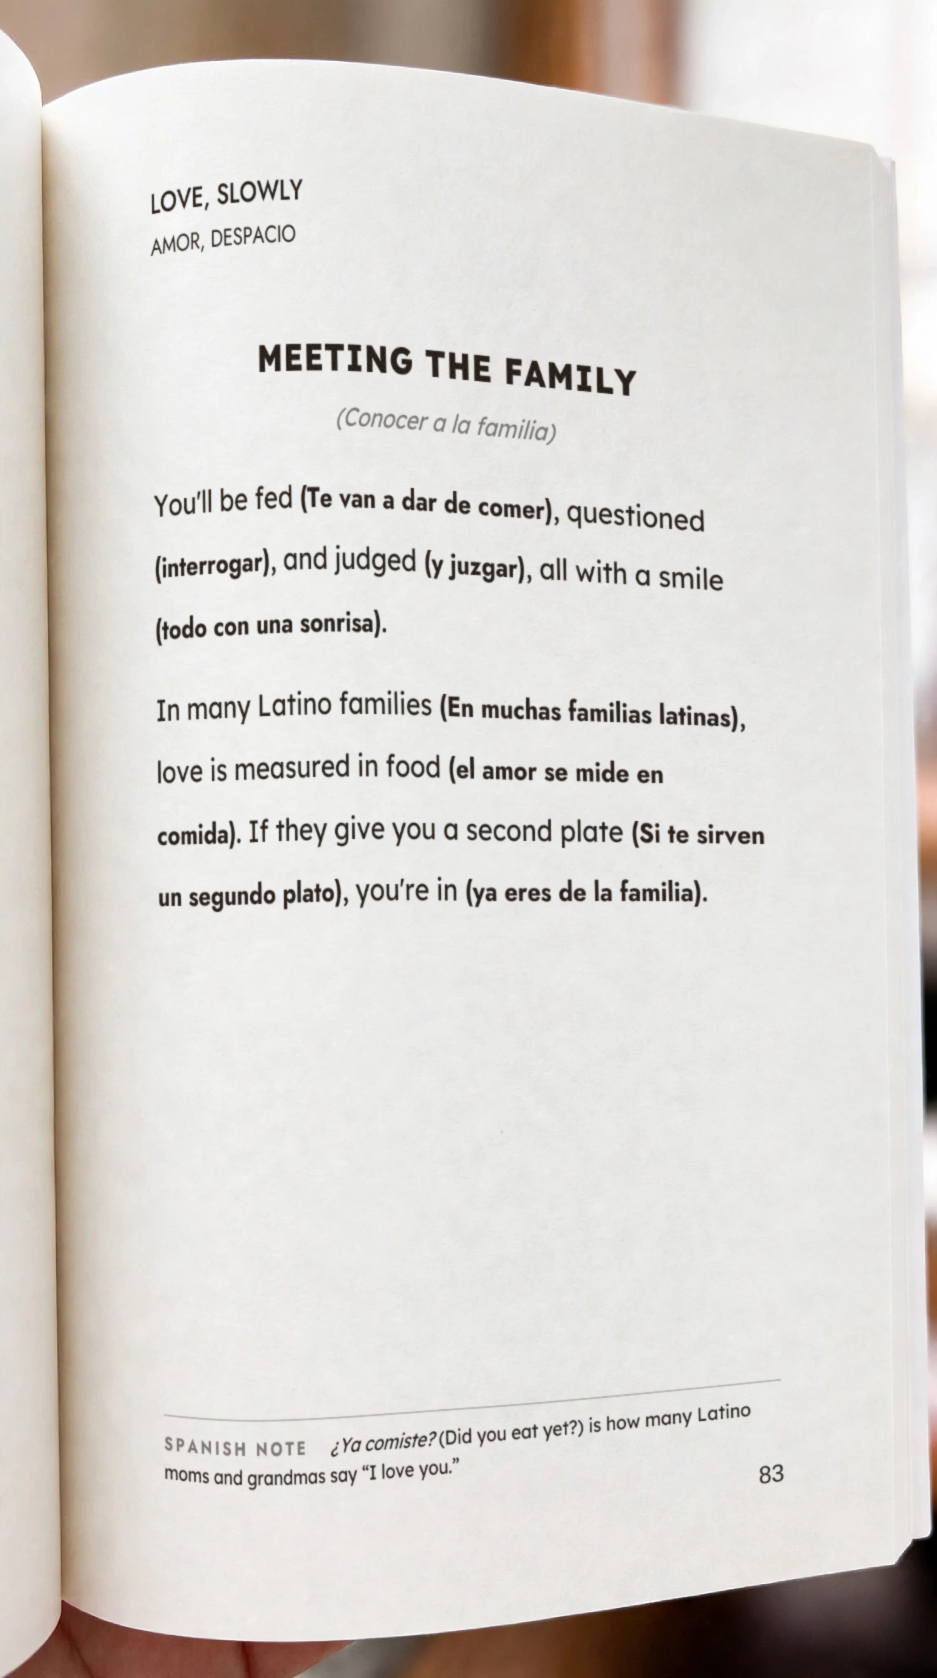 LOVE, SLOWLY
AMOR, DESPACIO
MEETING THE FAMILY
(Conocer a la familia)
You'll be fed (Te van a dar de comer), questioned
(interrogar), and judged (y juzgar), all with a smile
(todo con una sonrisa).
In many Latino families (En muchas familias latinas),
love is measured in food (el amor se mide en
comida). If they give you a second plate (Si te sirven
un segundo plato), you're in (ya eres de la familia).
SPANISH NOTE ¿Ya comiste? (Did you eat yet?) is how many Latino
moms and grandmas say “I love you.”
83